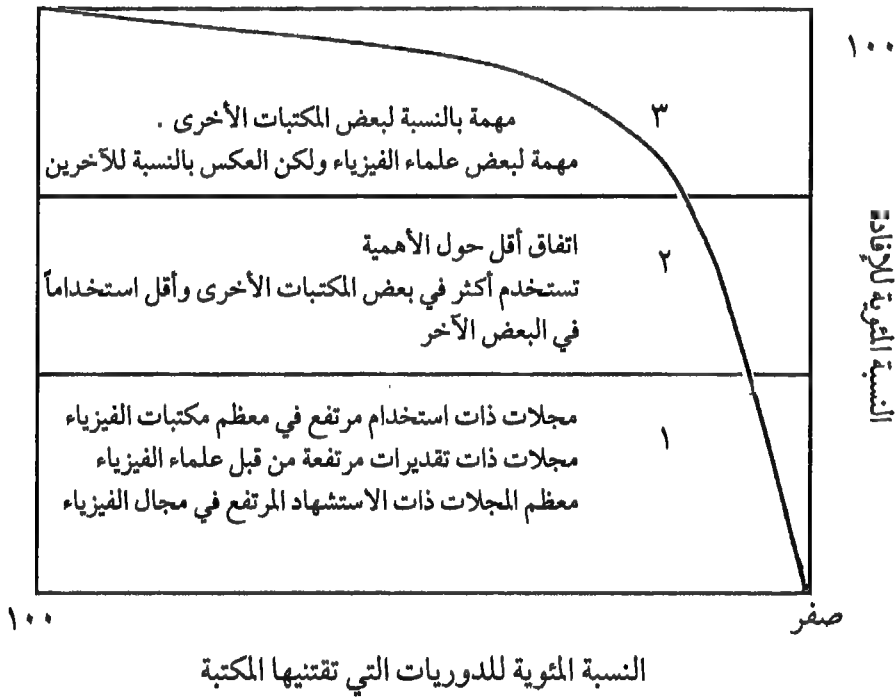 ١٠٠
٣
مهمة بالنسبة لبعض المكتبات الأخرى .
مهمة لبعض علماء الفيزياء ولكن العكس بالنسبة للآخرين
٢
اتفاق أقل حول الأهمية
تستخدم أكثر في بعض المكتبات الأخرى وأقل استخداماً
في البعض الآخر
١
مجلات ذات استخدام مرتفع في معظم مكتبات الفيزياء
مجلات ذات تقديرات مرتفعة من قبل علماء الفيزياء
معظم المجلات ذات الاستشهاد المرتفع في مجال الفيزياء
النسبة المئوية للإفادة
صفر
١٠٠
النسبة المئوية للدوريات التي تقتنيها المكتبة